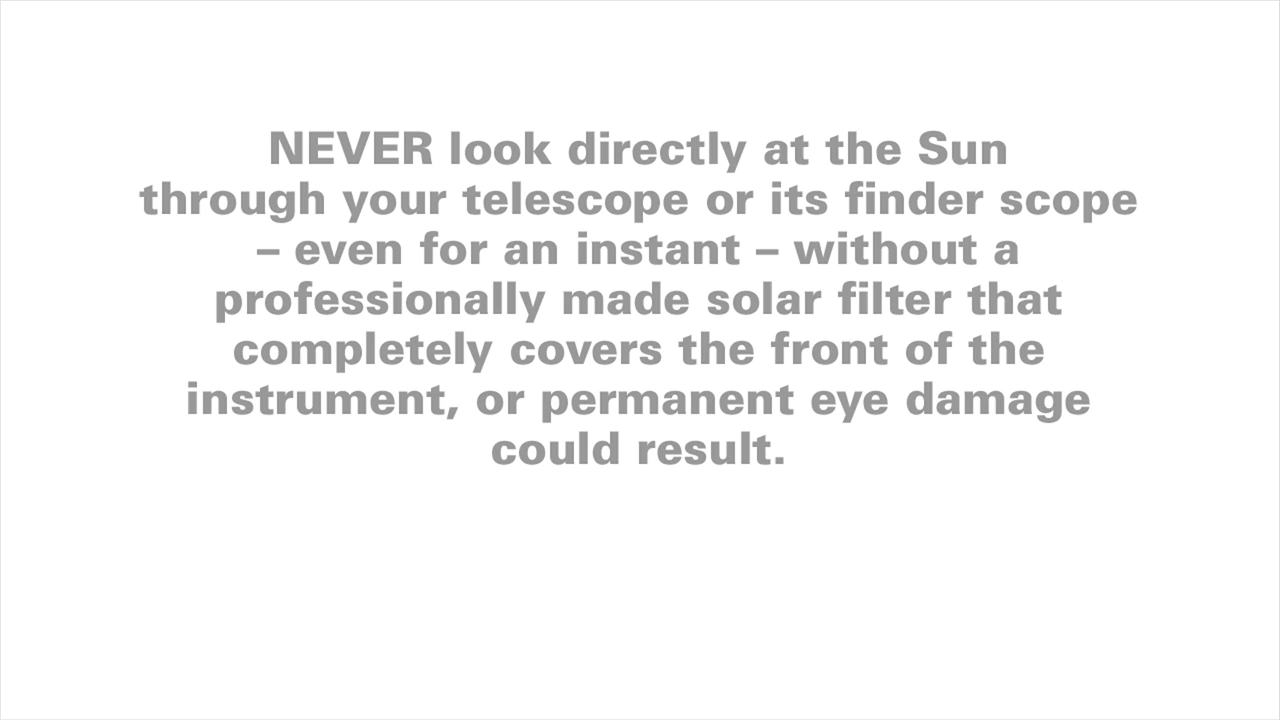 NEVER look directly at the Sun
through your telescope or its finder scope
– even for an instant – without a
professionally made solar filter that
completely covers the front of the
instrument, or permanent eye damage
could result.